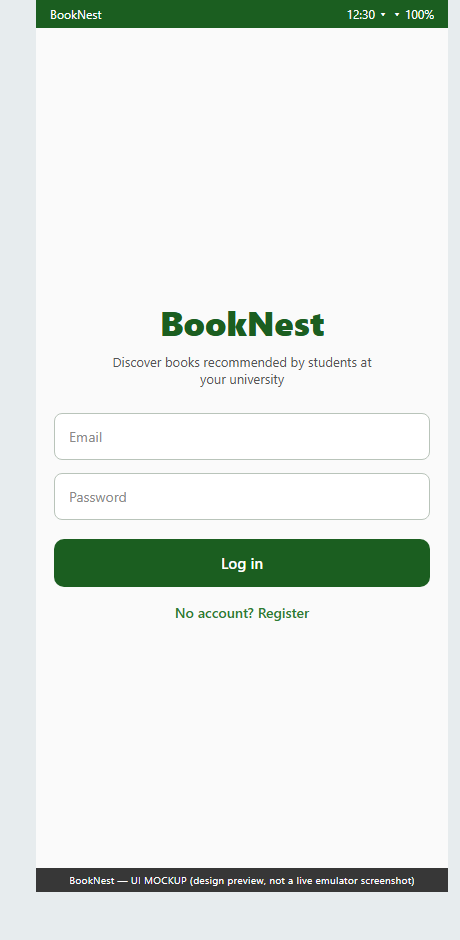 BookNest
12:30 ▾ ▾ 100%
BookNest
Discover books recommended by students at
your university
Email
Password
Log in
No account? Register
BookNest — UI MOCKUP (design preview, not a live emulator screenshot)